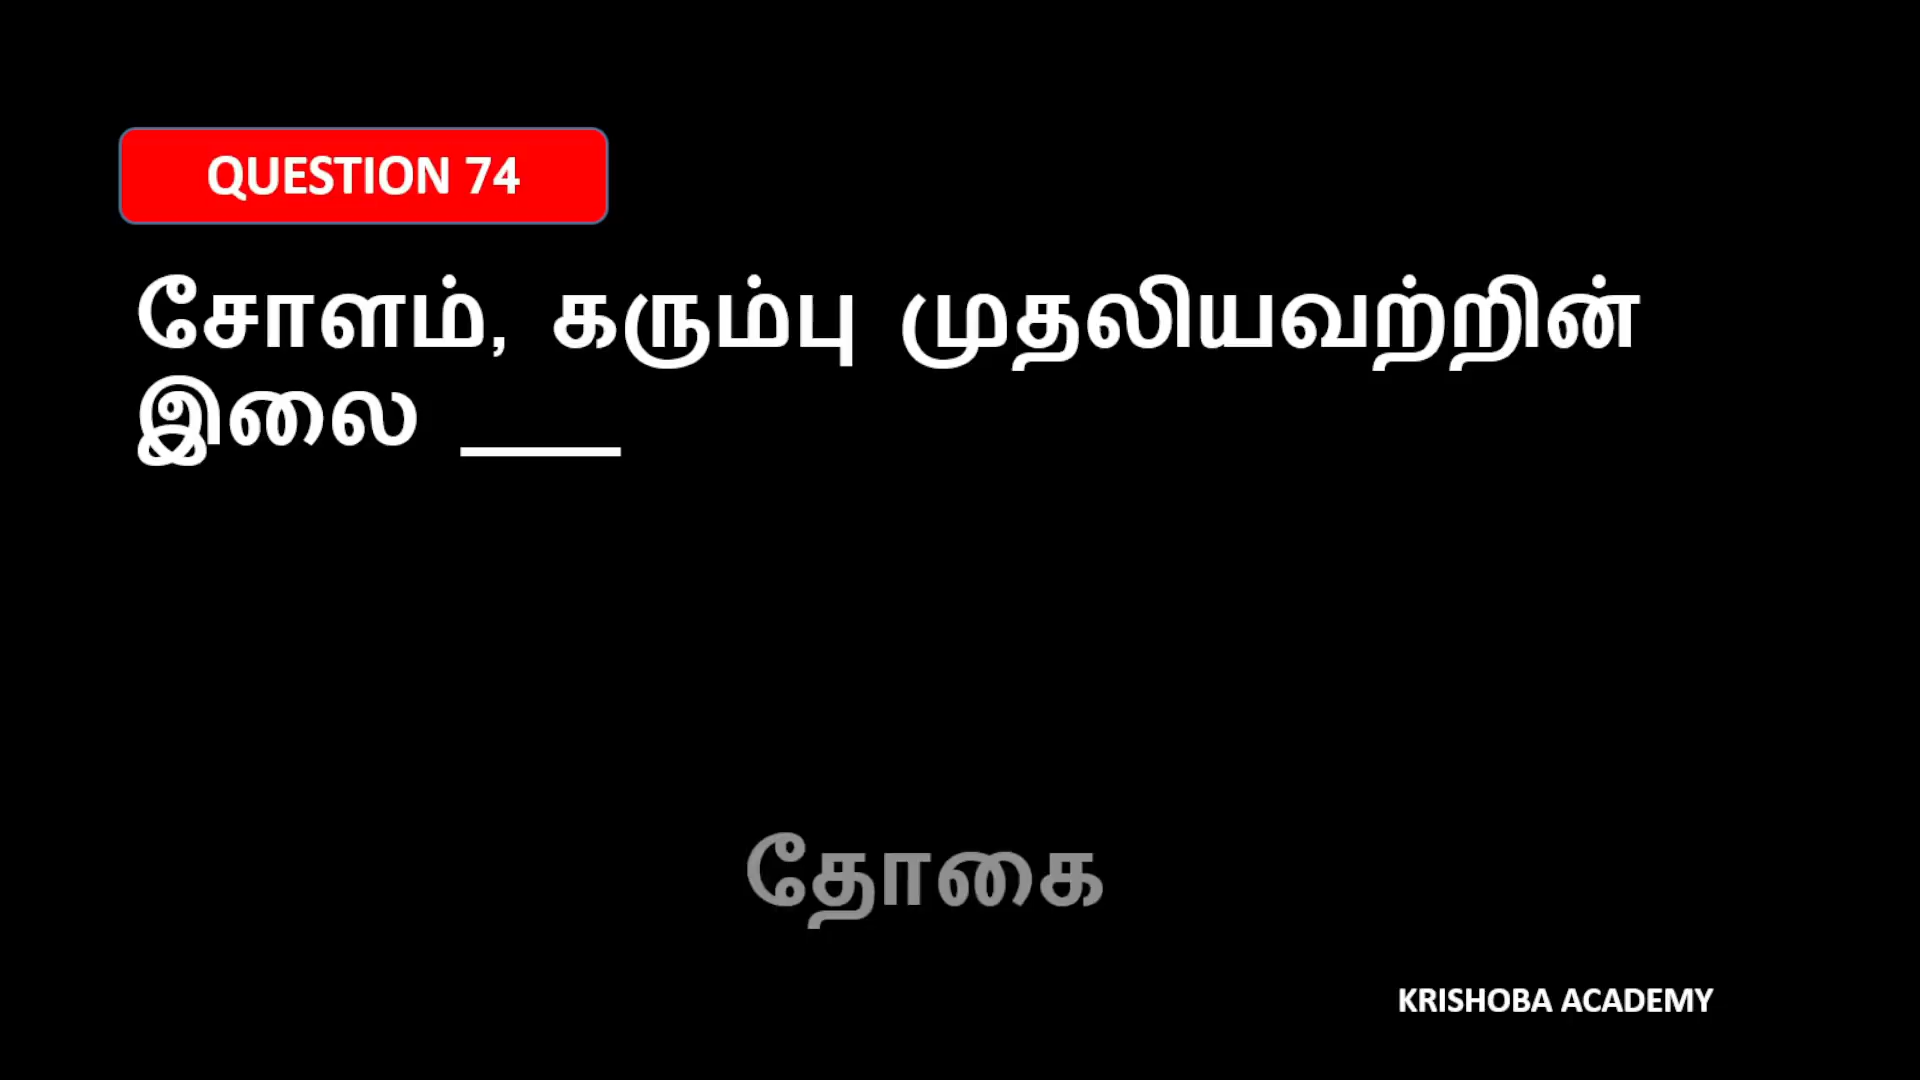 QUESTION 74
சோளம், கரும்பு முதலியவற்றின்
இலை ____
தோகை
KRISHOBA ACADEMY